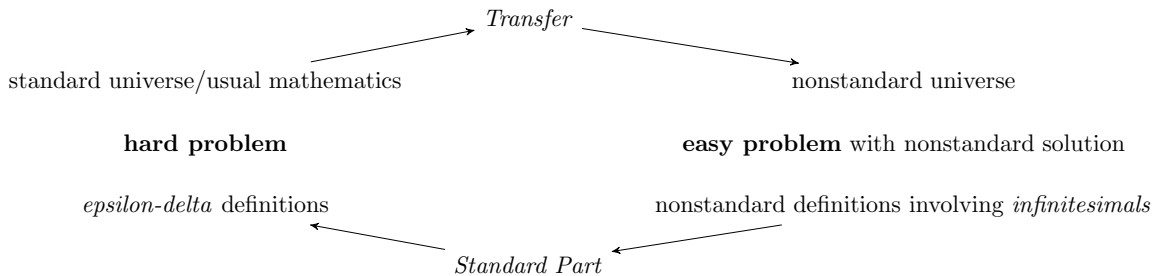 Transfer
standard universe/usual mathematics
nonstandard universe
hard problem
easy problem with nonstandard solution
epsilon-delta definitions
nonstandard definitions involving infinitesimals
Standard Part